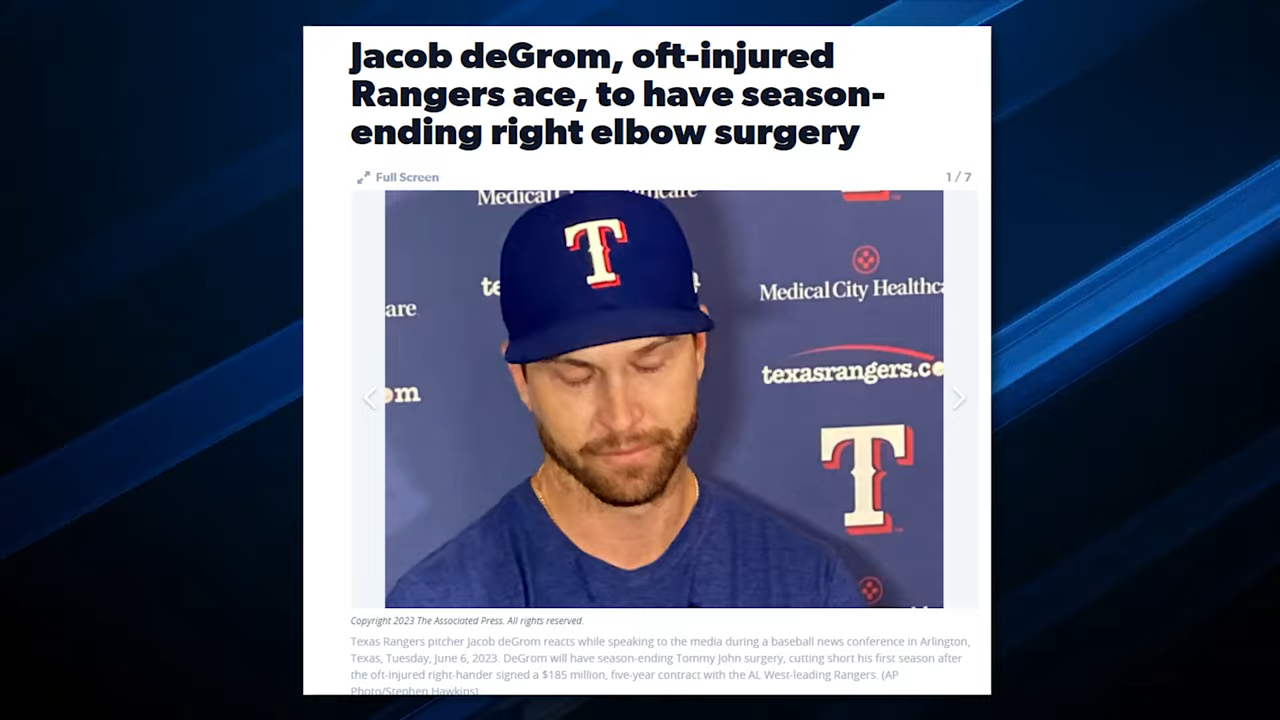 Jacob deGrom, oft-injured
Rangers ace, to have season-
ending right elbow surgery
Full Screen
1 / 7
Medical
T
Medical City Healthca
are
texasrangers.co
om
T
Copyright 2023 The Associated Press. All rights reserved.
Texas Rangers pitcher Jacob deGrom reacts while speaking to the media during a baseball news conference in Arlington,
Texas, Tuesday, June 6, 2023. DeGrom will have season-ending Tommy John surgery, cutting short his first season after
the oft-injured right-hander signed a $185 million, five-year contract with the AL West-leading Rangers. (AP
Photo/Stephen Hawkins)